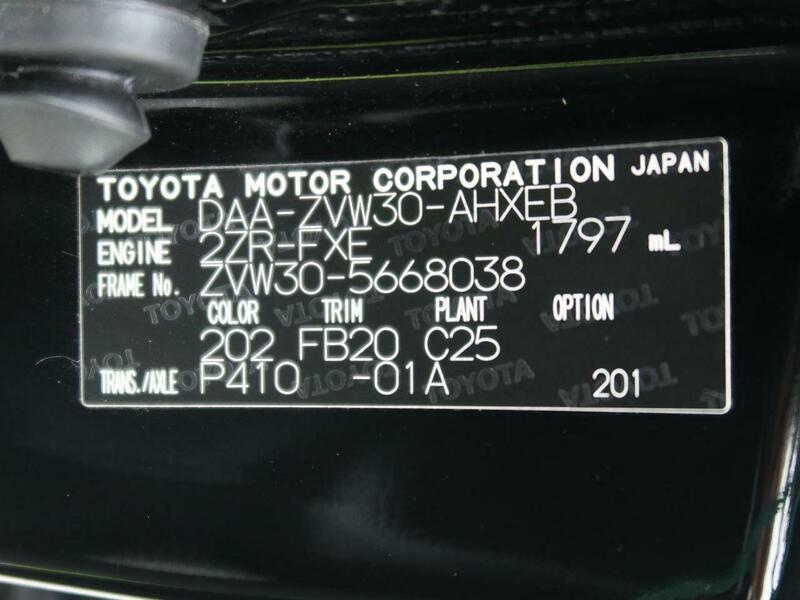 TOYOTA MOTOR CORPORATION JAPAN
MODEL DAA-ZVW30-AHXEB
ENGINE 2ZR-FXE 1797 mL
FRAME No. ZVW30-5668038
COLOR TRIM PLANT OPTION
202 FB20 C25
TRANS./AXLE P410 -01A 201